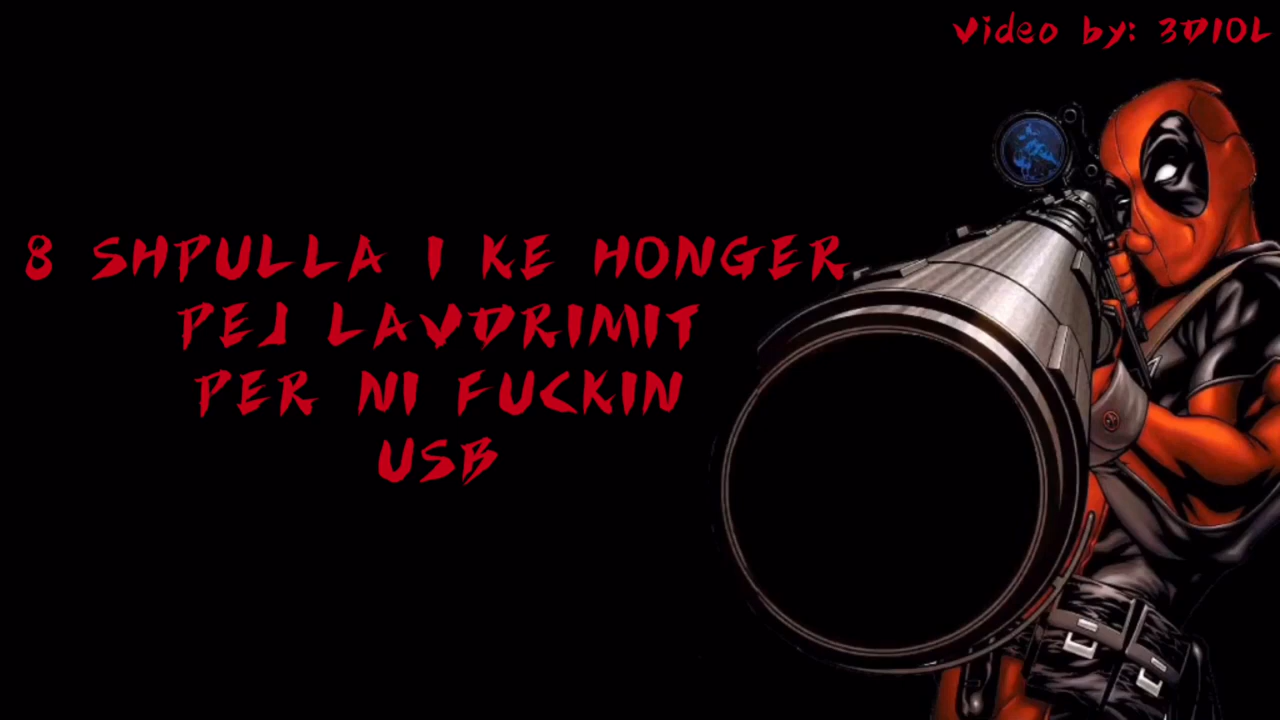 Video by: 3D1OL
8 SHPULLA I KE HONGER
PEJ LAVDRIMIT
PER NI FUCKIN
USB